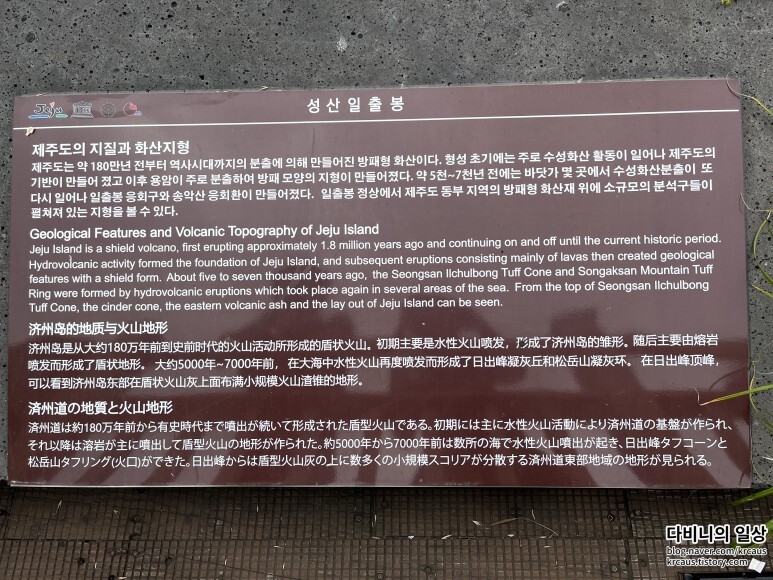 Jeju
성산일출봉
제주도의 지질과 화산지형
제주도는 약 180만년 전부터 역사시대까지의 분출에 의해 만들어진 방패형 화산이다. 형성 초기에는 주로 수성화산 활동이 일어나 제주도의
기반이 만들어 졌고 이후 용암이 주로 분출하여 방패 모양의 지형이 만들어졌다. 약 5천~7천년 전에는 바닷가 몇 곳에서 수성화산분출이 또
다시 일어나 일출봉 응회구와 송악산 응회환이 만들어졌다. 일출봉 정상에서 제주도 동부 지역의 방패형 화산재 위에 소규모의 분석구들이
펼쳐져 있는 지형을 볼 수 있다.
Geological Features and Volcanic Topography of Jeju Island
Jeju Island is a shield volcano, first erupting approximately 1.8 million years ago and continuing on and off until the current historic period.
Hydrovolcanic activity formed the foundation of Jeju Island, and subsequent eruptions consisting mainly of lavas then created geological
features with a shield form. About five to seven thousand years ago, the Seongsan Ilchulbong Tuff Cone and Songaksan Mountain Tuff
Ring were formed by hydrovolcanic eruptions which took place again in several areas of the sea. From the top of Seongsan Ilchulbong
Tuff Cone, the cinder cone, the eastern volcanic ash and the lay out of Jeju Island can be seen.
济州岛的地质与火山地形
济州岛是从大约180万年前到史前时代的火山活动所形成的盾状火山。初期主要是水性火山喷发，形成了济州岛的雏形。随后主要由熔岩
喷发而形成了盾状地形。 大约5000年~7000年前， 在大海中水性火山再度喷发而形成了日出峰凝灰丘和松岳山凝灰环。 在日出峰顶峰，
可以看到济州岛东部在盾状火山灰上面布满小规模火山渣锥的地形。
済州道の地質と火山地形
済州道は約180万年前から有史時代まで噴出が続いて形成された盾型火山である。初期には主に水性火山活動により済州道の基盤が作られ、
それ以降は溶岩が主に噴出して盾型火山の地形が作られた。約5000年から7000年前は数所の海で水性火山噴出が起き、日出峰タフコーンと
松岳山タフリング(火口)ができた。日出峰からは盾型火山灰の上に数多くの小規模スコリアが分散する済州道東部地域の地形が見られる。
다비니의 일상
blog.naver.com/krcaus
krcaus.tistory.com